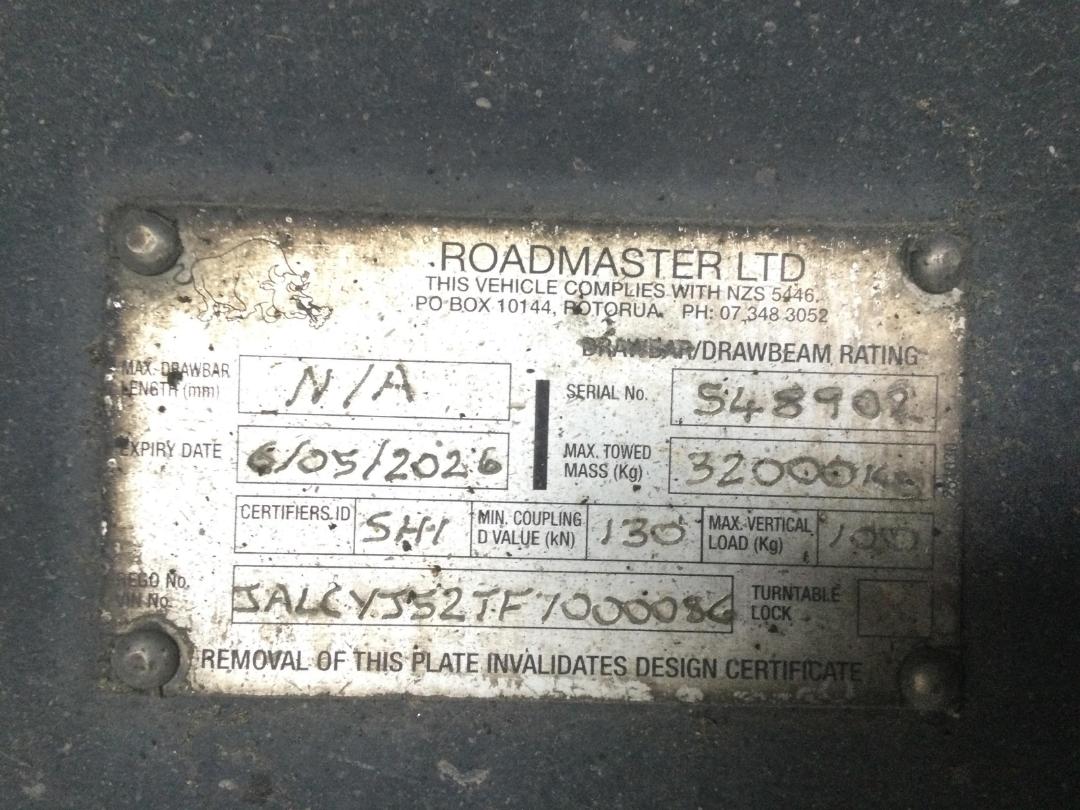 ROADMASTER LTD
THIS VEHICLE COMPLIES WITH NZS 5446.
PO BOX 10144, ROTORUA. PH: 07 348 3052
DRAWBAR/DRAWBEAM RATING
MAX. DRAWBAR LENGTH (mm) N/A SERIAL No. S48902
EXPIRY DATE 6/05/2026 MAX. TOWED MASS (Kg) 32000kg
CERTIFIERS ID SH1 MIN. COUPLING D VALUE (kN) 130 MAX. VERTICAL LOAD (Kg)
REGO No. VIN No. JALCYJ52TF7000086 TURNTABLE LOCK
REMOVAL OF THIS PLATE INVALIDATES DESIGN CERTIFICATE